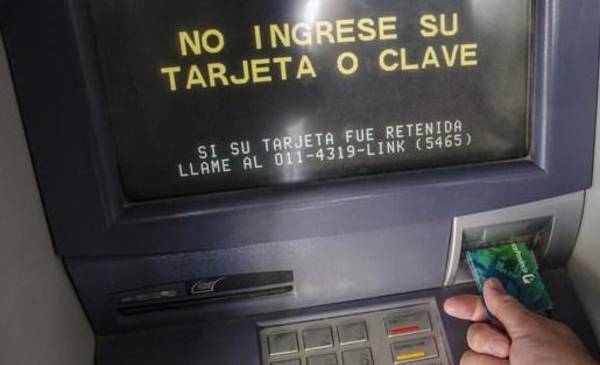 NO INGRESE SU
TARJETA O CLAVE
SI SU TARJETA FUE RETENIDA
LLAME AL 011-4319-LINK (5465)